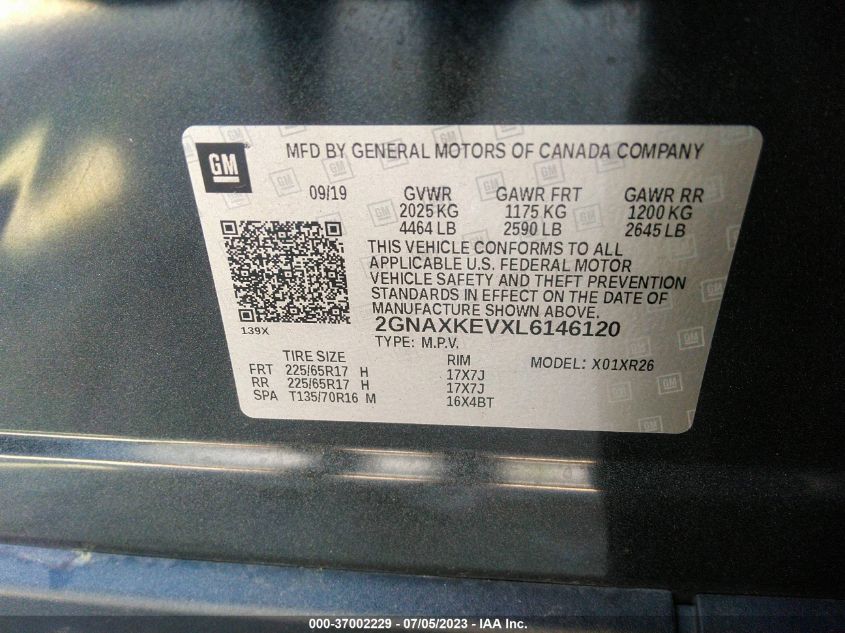 GM
MFD BY GENERAL MOTORS OF CANADA COMPANY
09/19 GVWR GAWR FRT GAWR RR
2025 KG 1175 KG 1200 KG
4464 LB 2590 LB 2645 LB
THIS VEHICLE CONFORMS TO ALL
APPLICABLE U.S. FEDERAL MOTOR
VEHICLE SAFETY AND THEFT PREVENTION
STANDARDS IN EFFECT ON THE DATE OF
MANUFACTURE SHOWN ABOVE.
139X
2GNAXKEVXL6146120
TYPE: M.P.V.
TIRE SIZE RIM MODEL: X01XR26
FRT 225/65R17 H 17X7J
RR 225/65R17 H 17X7J
SPA T135/70R16 M 16X4BT
000-37002229 - 07/05/2023 - IAA Inc.